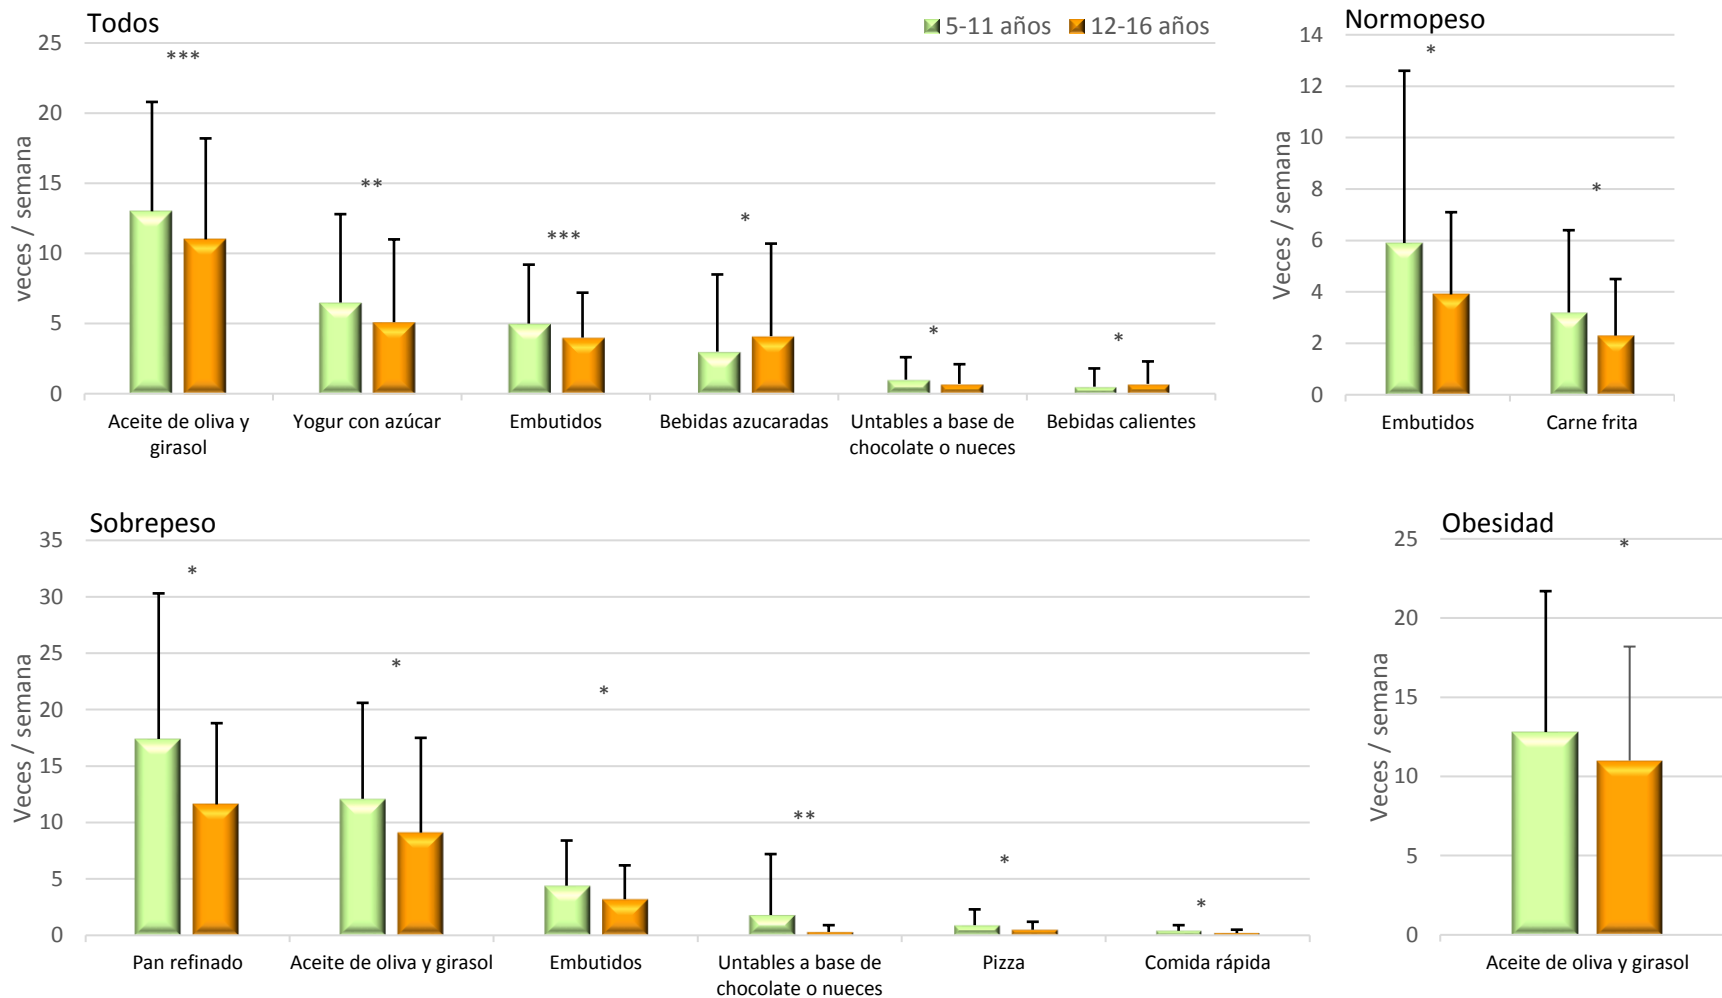 Todos
5-11 años 12-16 años
25
20
15
10
5
0
veces / semana
***
**
***
*
*
*
Aceite de oliva y
girasol
Yogur con azúcar
Embutidos
Bebidas azucaradas
Untables a base de
chocolate o nueces
Bebidas calientes
Normopeso
14
12
10
8
6
4
2
0
Veces / semana
*
*
Embutidos
Carne frita
Sobrepeso
35
30
25
20
15
10
5
0
Veces / semana
*
*
*
**
*
*
Pan refinado
Aceite de oliva y girasol
Embutidos
Untables a base de
chocolate o nueces
Pizza
Comida rápida
Obesidad
25
20
15
10
5
0
Veces / semana
*
Aceite de oliva y girasol